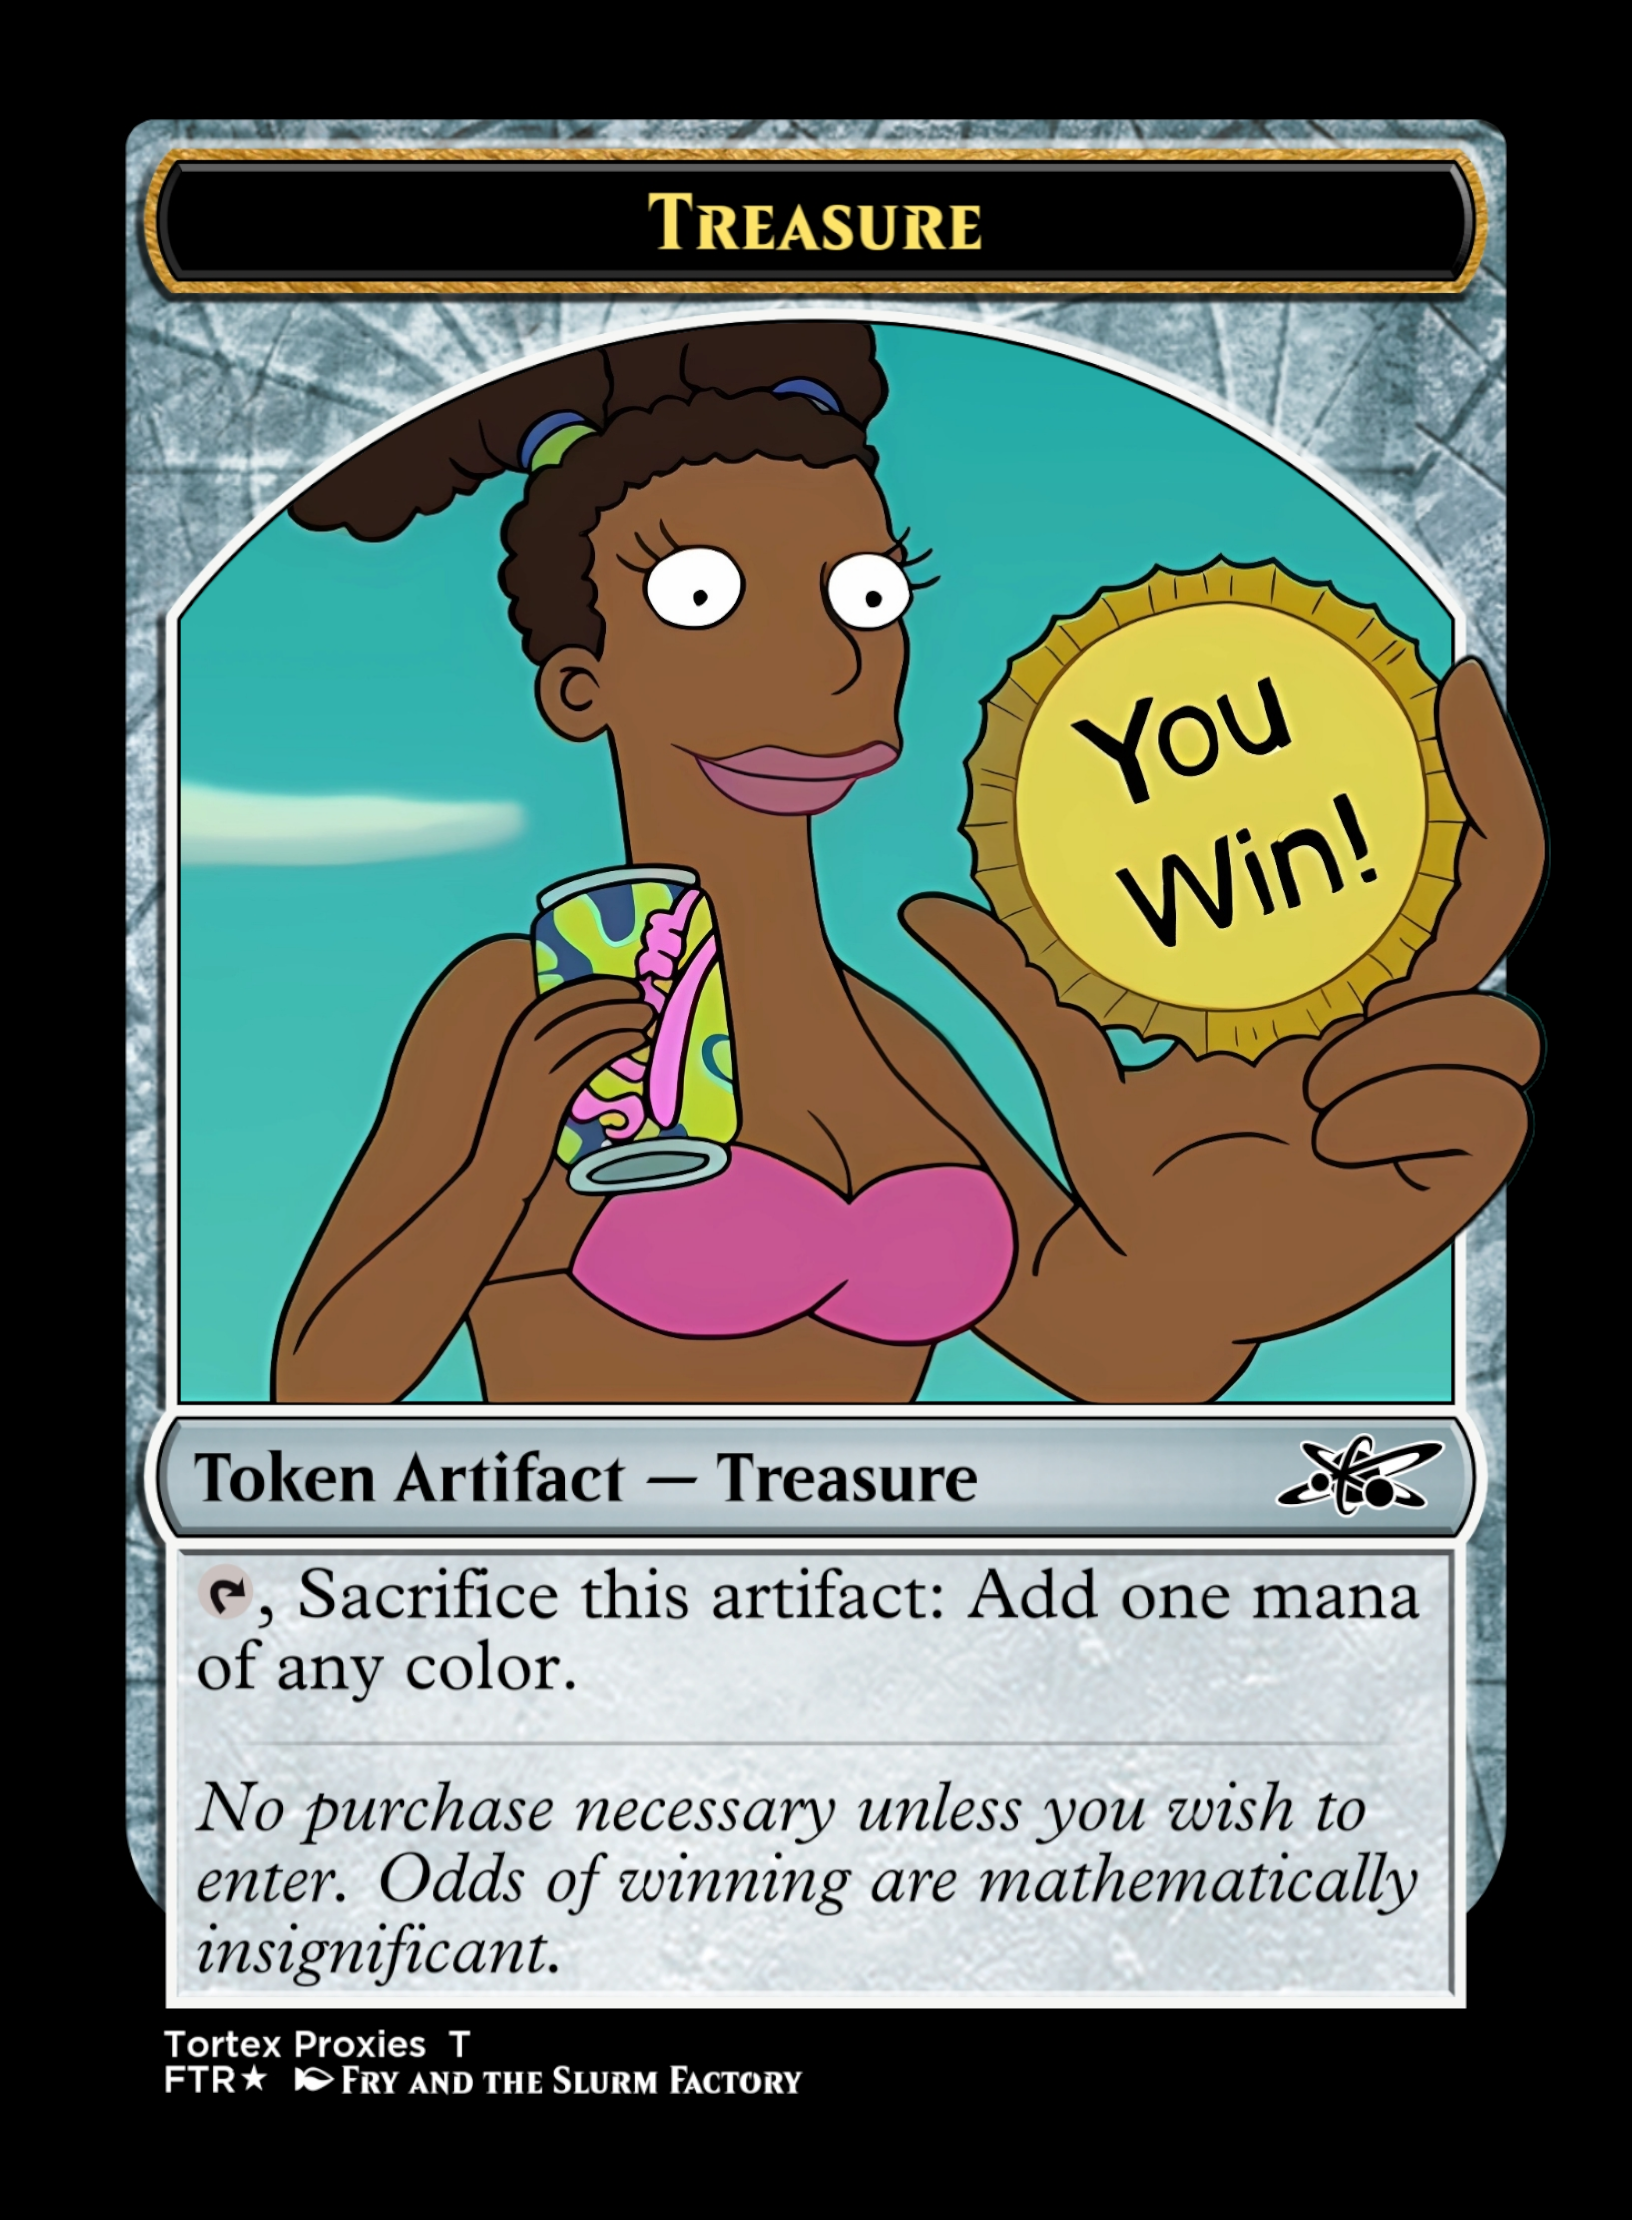 Treasure
You
Win!
Token Artifact — Treasure
, Sacrifice this artifact: Add one mana
of any color.
No purchase necessary unless you wish to
enter. Odds of winning are mathematically
insignificant.
Tortex Proxies T
FTR★ Fry and the Slurm Factory